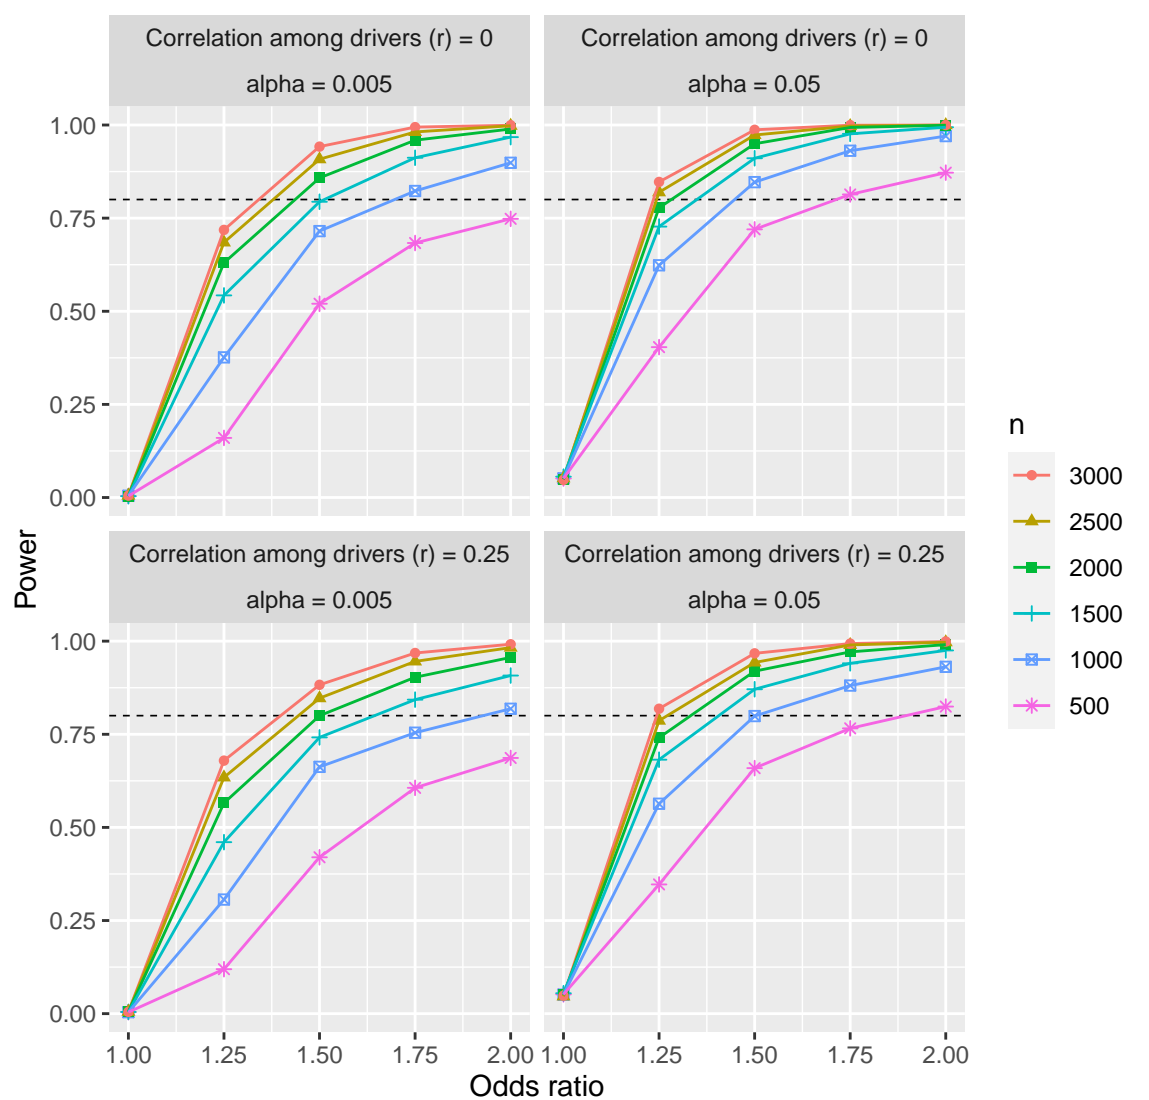 Correlation among drivers (r) = 0
alpha = 0.005
Correlation among drivers (r) = 0
alpha = 0.05
1.00
0.75
0.50
0.25
0.00
Correlation among drivers (r) = 0.25
alpha = 0.005
Correlation among drivers (r) = 0.25
alpha = 0.05
1.00
0.75
0.50
0.25
0.00
1.00 1.25 1.50 1.75 2.00
1.00 1.25 1.50 1.75 2.00
Odds ratio
Power
n
3000
2500
2000
1500
1000
500